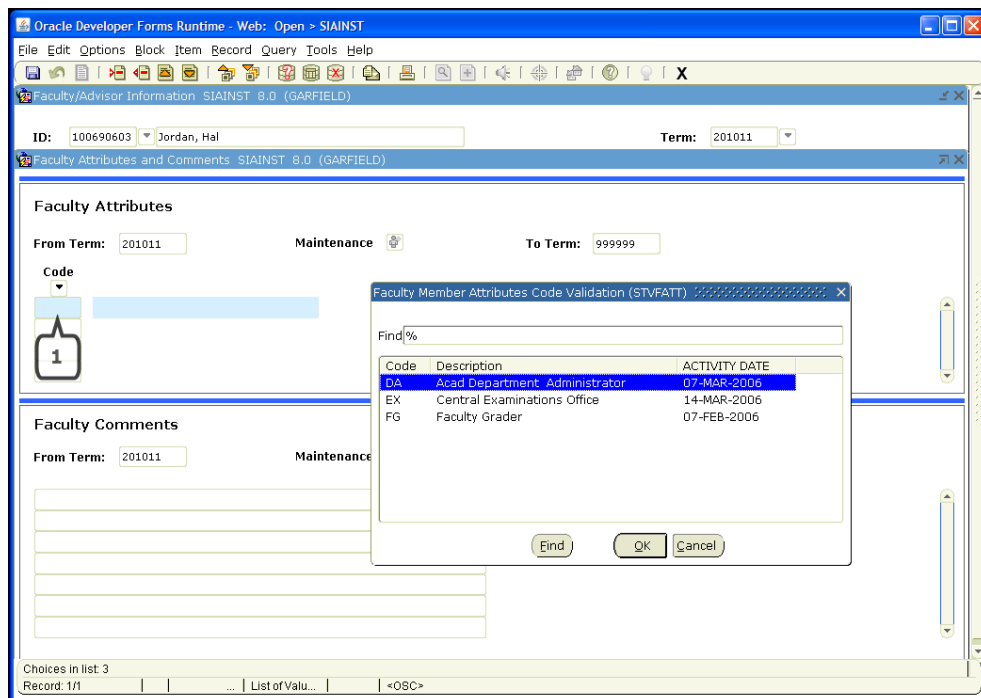 Oracle Developer Forms Runtime - Web: Open > SIAINST
File Edit Options Block Item Record Query Tools Help
X
Faculty/Advisor Information SIAINST 8.0 (GARFIELD)
ID: 100690603 Jordan, Hal Term: 201011
Faculty Attributes and Comments SIAINST 8.0 (GARFIELD)
Faculty Attributes
From Term: 201011 Maintenance To Term: 999999
Code
1
Faculty Member Attributes Code Validation (STVFATT)
Find %
Code Description ACTIVITY DATE
DA Acad Department Administrator 07-MAR-2006
EX Central Examinations Office 14-MAR-2006
FG Faculty Grader 07-FEB-2006
Find OK Cancel
Faculty Comments
From Term: 201011 Maintenance
Choices in list: 3
Record: 1/1 ... List of Valu... <OSC>